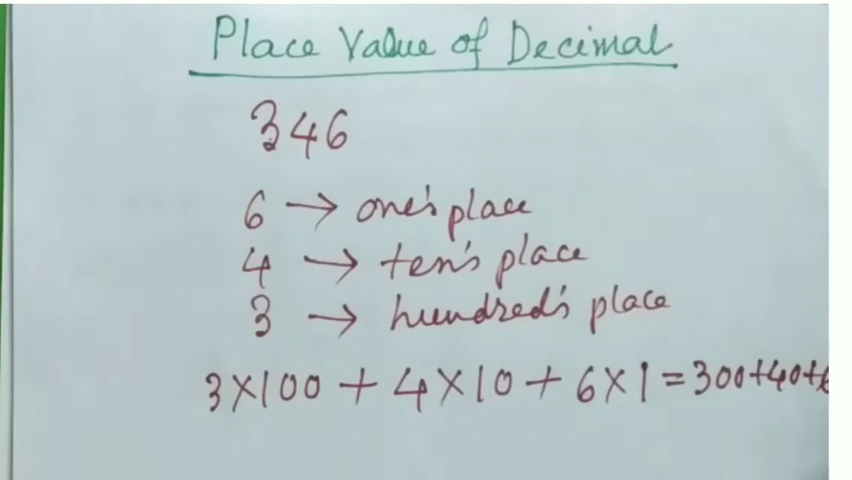 Place Value of Decimal
346
6 → one's place
4 → ten's place
3 → hundred's place
3×100 + 4×10 + 6×1 = 300+40+